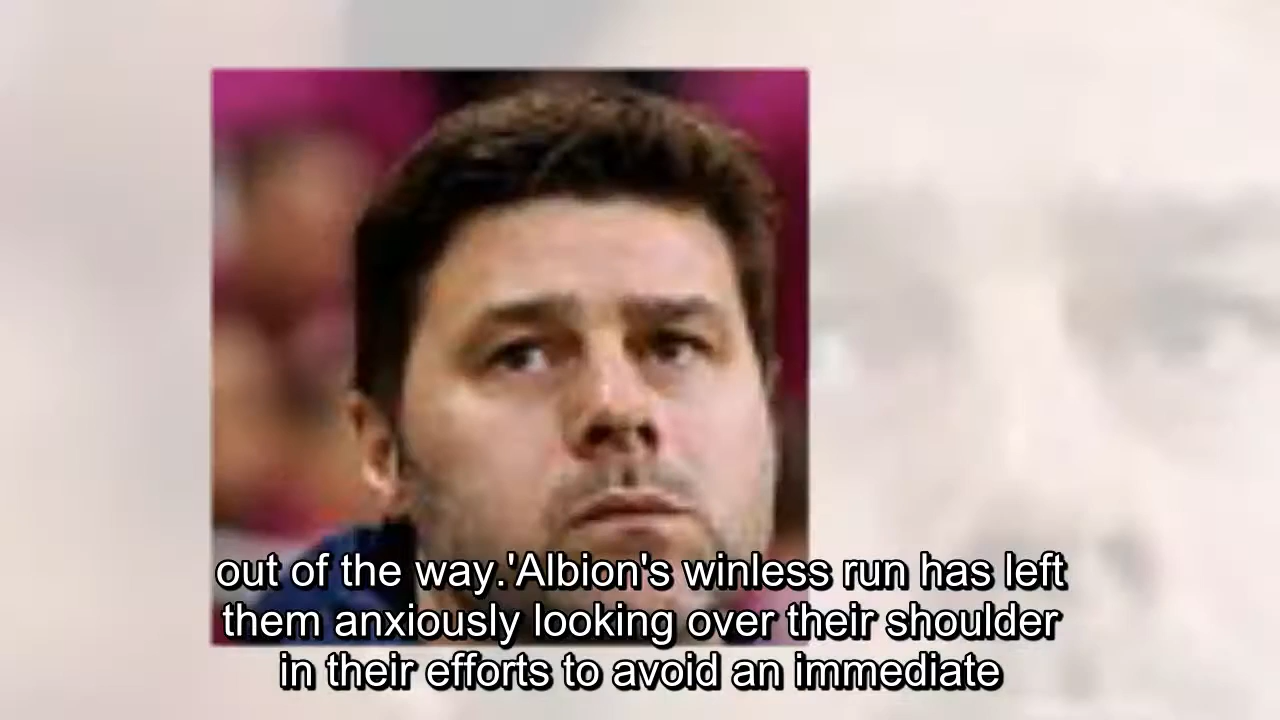 out of the way.'Albion's winless run has left
them anxiously looking over their shoulder
in their efforts to avoid an immediate